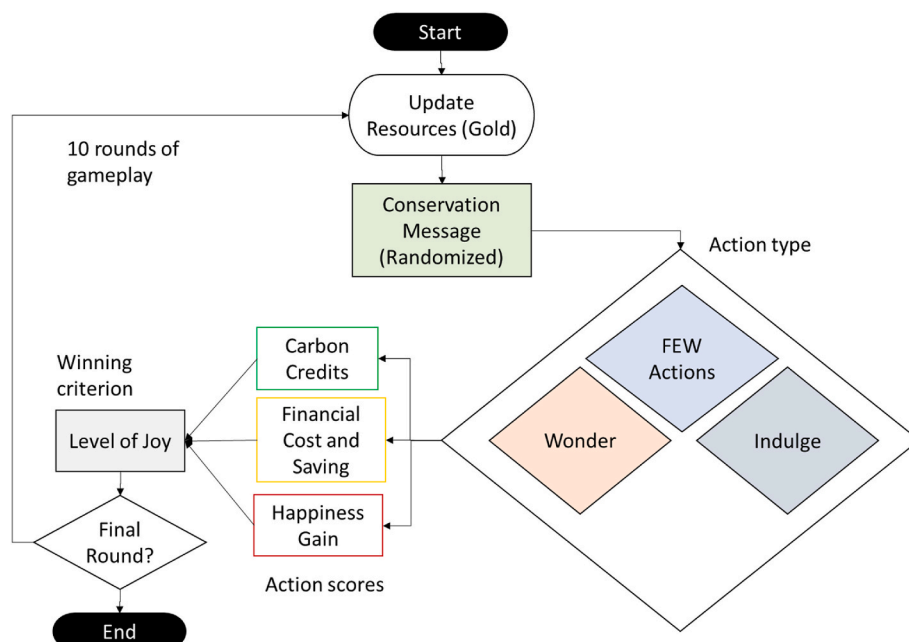 Start
Update
Resources (Gold)
10 rounds of
gameplay
Conservation
Message
(Randomized)
Action type
FEW
Actions
Wonder
Indulge
Carbon
Credits
Financial
Cost and
Saving
Happiness
Gain
Action scores
Winning
criterion
Level of Joy
Final
Round?
End